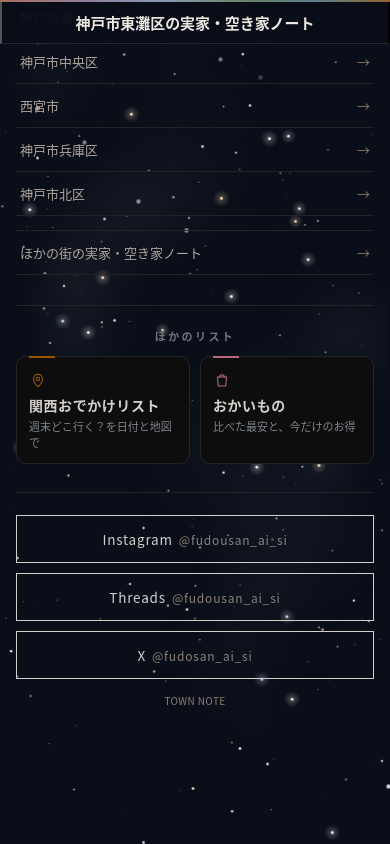 神戸市東灘区の実家・空き家ノート
神戸市中央区 →
西宮市 →
神戸市兵庫区 →
神戸市北区 →
ほかの街の実家・空き家ノート →
ほかのリスト
関西おでかけリスト
週末どこ行く？を日付と地図
で
おかいもの
比べた最安と、今だけのお得
Instagram @fudousan_ai_si
Threads @fudousan_ai_si
X @fudosan_ai_si
TOWN NOTE